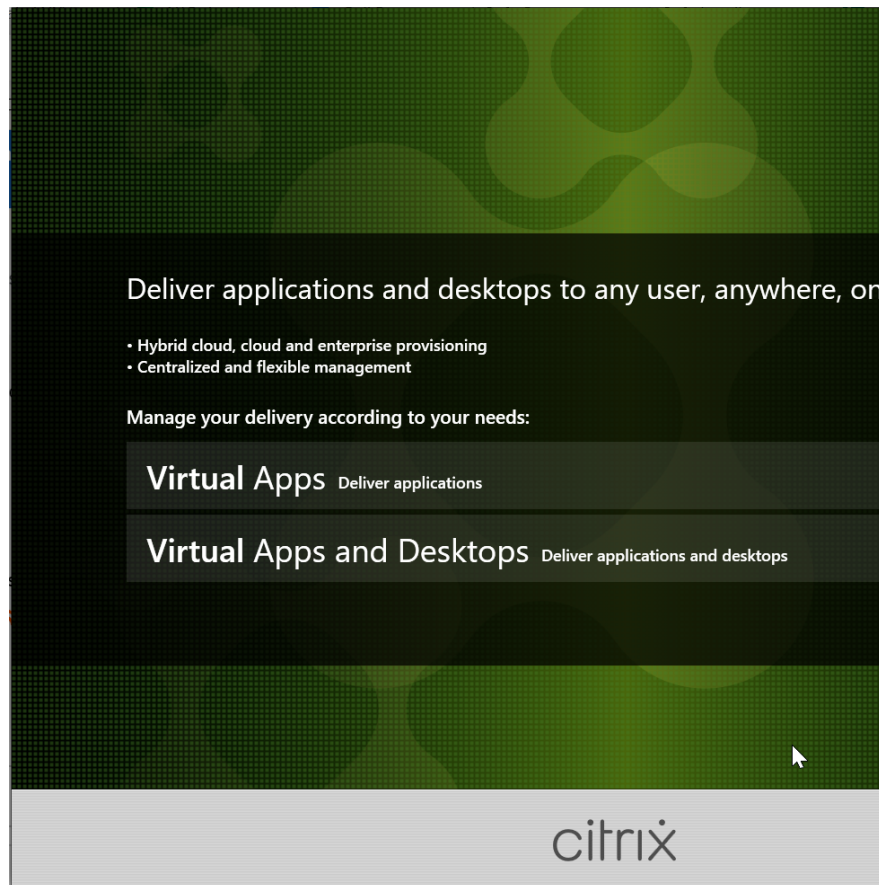 Deliver applications and desktops to any user, anywhere, on
• Hybrid cloud, cloud and enterprise provisioning
• Centralized and flexible management
Manage your delivery according to your needs:
Virtual Apps Deliver applications
Virtual Apps and Desktops Deliver applications and desktops
citrix